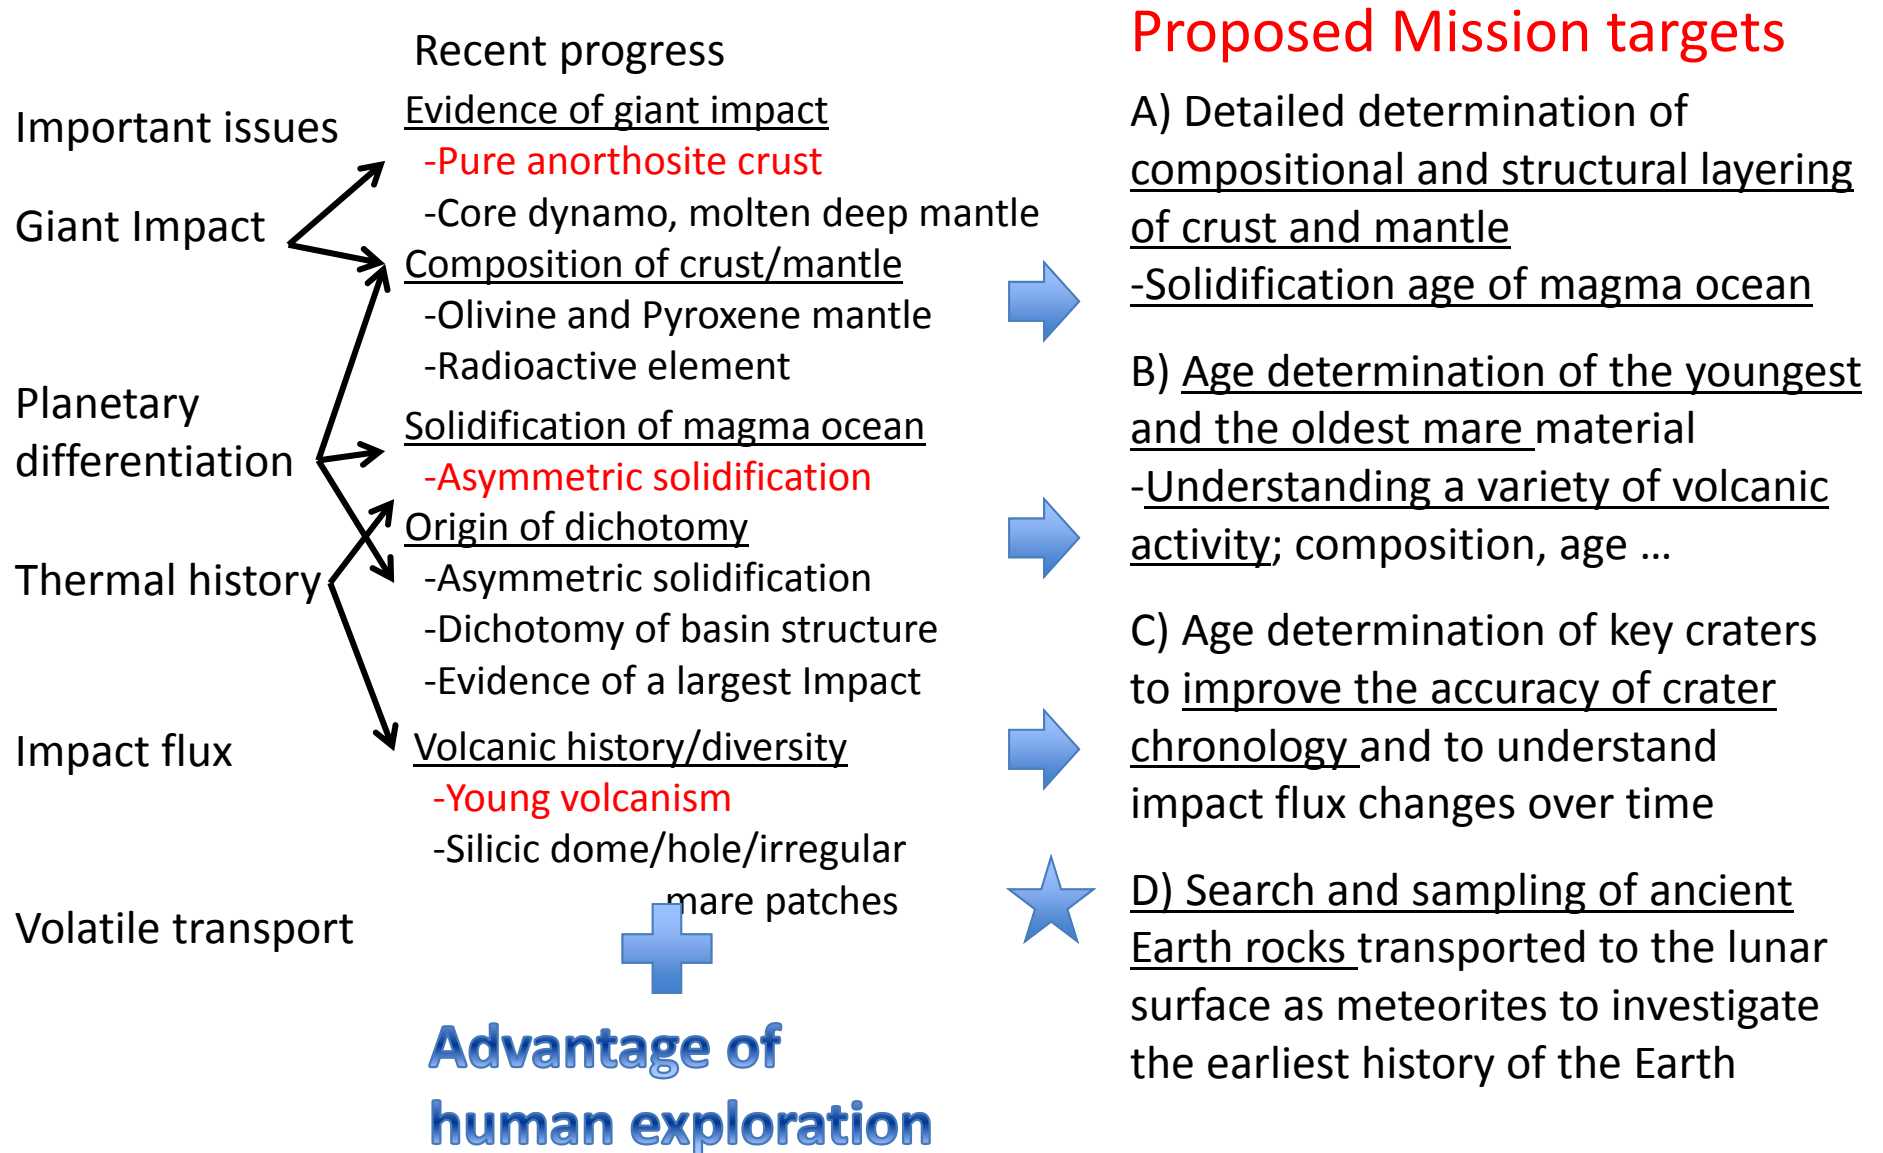 Important issues
Giant Impact
Planetary
differentiation
Thermal history
Impact flux
Volatile transport
Recent progress
Evidence of giant impact
-Pure anorthosite crust
-Core dynamo, molten deep mantle
Composition of crust/mantle
-Olivine and Pyroxene mantle
-Radioactive element
Solidification of magma ocean
-Asymmetric solidification
Origin of dichotomy
-Asymmetric solidification
-Dichotomy of basin structure
-Evidence of a largest Impact
Volcanic history/diversity
-Young volcanism
-Silicic dome/hole/irregular
mare patches
Advantage of
human exploration
Proposed Mission targets
A) Detailed determination of
compositional and structural layering
of crust and mantle
-Solidification age of magma ocean
B) Age determination of the youngest
and the oldest mare material
-Understanding a variety of volcanic
activity; composition, age ...
C) Age determination of key craters
to improve the accuracy of crater
chronology and to understand
impact flux changes over time
D) Search and sampling of ancient
Earth rocks transported to the lunar
surface as meteorites to investigate
the earliest history of the Earth